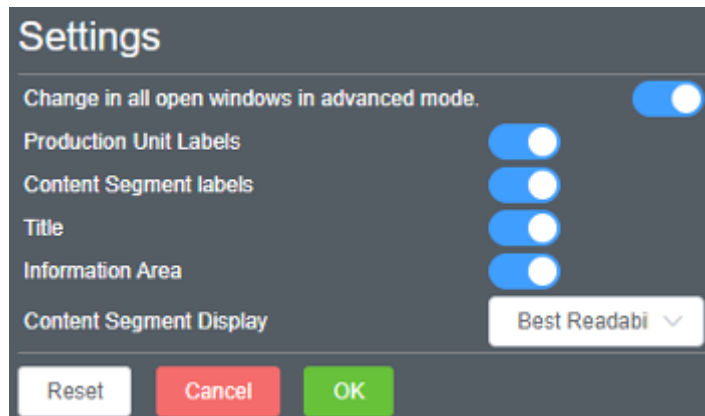 Settings
Change in all open windows in advanced mode.
Production Unit Labels
Content Segment labels
Title
Information Area
Content Segment Display Best Readabi
Reset Cancel OK